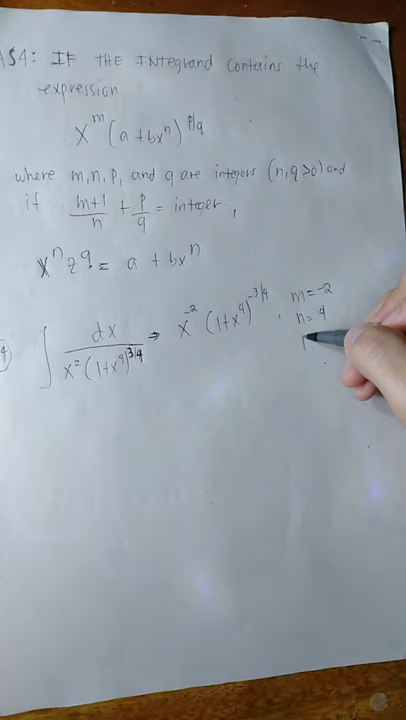 AS4: IF THE INtegrand Contains the
expression
x^m (a+bx^n)^p/q
where m, n, p, and q are integers (n,q >0) and
if (m+1)/n + p/q = integer,
x^n z^q = a + bx^n
4) ∫ dx / x^2 (1+x^4)^3/4 ⇒ x^-2 (1+x^4)^-3/4, m = -2
n = 4